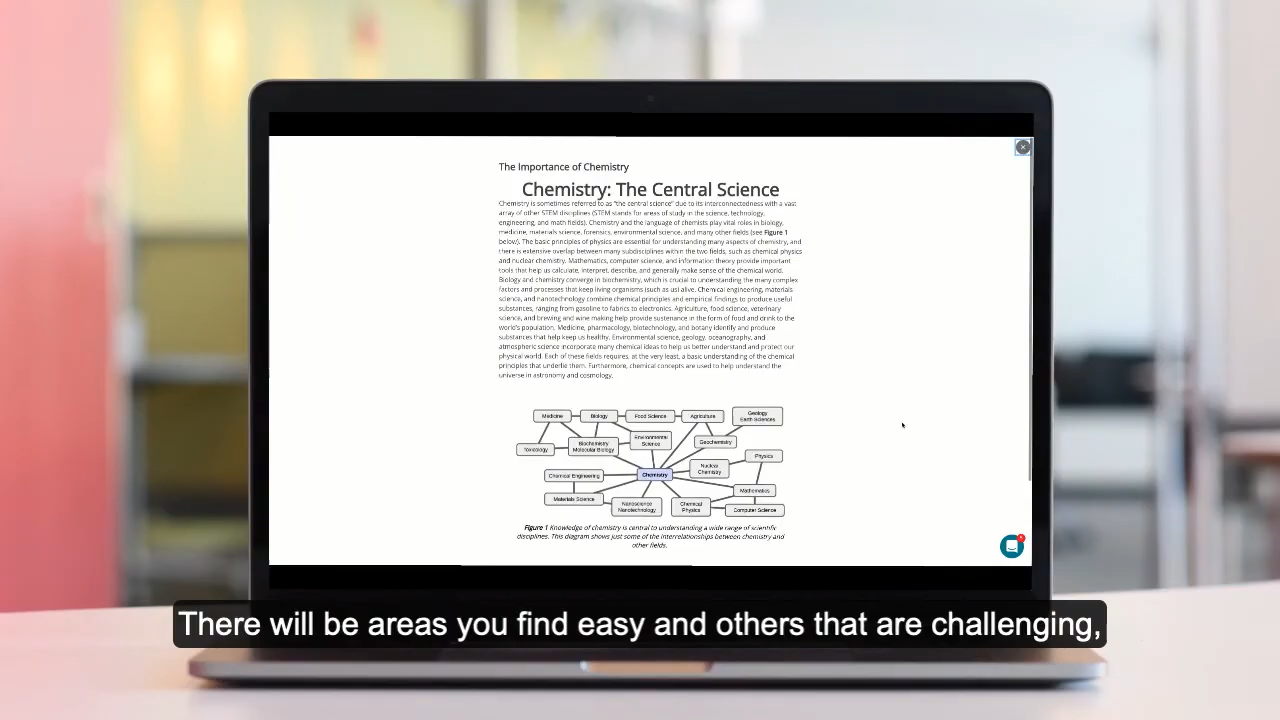 The Importance of Chemistry
Chemistry: The Central Science
Chemistry is sometimes referred to as "the central science" due to its interconnectedness with a vast
array of other STEM disciplines (STEM stands for areas of study in the science, technology,
engineering, and math fields). Chemistry and the language of chemists play vital roles in biology,
medicine, materials science, forensics, environmental science, and many other fields (see Figure 1
below). The basic principles of physics are essential for understanding many aspects of chemistry, and
there is extensive overlap between many subdisciplines within the two fields, such as chemical physics
and nuclear chemistry. Mathematics, computer science, and information theory provide important
tools that help us calculate, interpret, describe, and generally make sense of the chemical world.
Biology and chemistry converge in biochemistry, which is crucial to understanding the many complex
factors and processes that keep living organisms (such as us) alive. Chemical engineering, materials
science, and nanotechnology combine chemical principles and empirical findings to produce useful
substances, ranging from gasoline to fabrics to electronics. Agriculture, food science, veterinary
science, and brewing and wine making help provide sustenance in the form of food and drink to the
world's population. Medicine, pharmacology, biotechnology, and botany identify and produce
substances that help keep us healthy. Environmental science, geology, oceanography, and
atmospheric science incorporate many chemical ideas to help us better understand and protect our
physical world. Each of these fields requires, at the very least, a basic understanding of the chemical
principles that underlie them. Furthermore, chemical concepts are used to help understand the
universe in astronomy and cosmology.
Medicine
Biology
Food Science
Agriculture
Geology
Earth Sciences
Toxicology
Biochemistry
Molecular Biology
Environmental
Science
Geochemistry
Physics
Chemical Engineering
Chemistry
Nuclear
Chemistry
Materials Science
Nanoscience
Nanotechnology
Chemical
Physics
Mathematics
Computer Science
Figure 1 Knowledge of chemistry is central to understanding a wide range of scientific
disciplines. This diagram shows just some of the interrelationships between chemistry and
other fields.
There will be areas you find easy and others that are challenging,